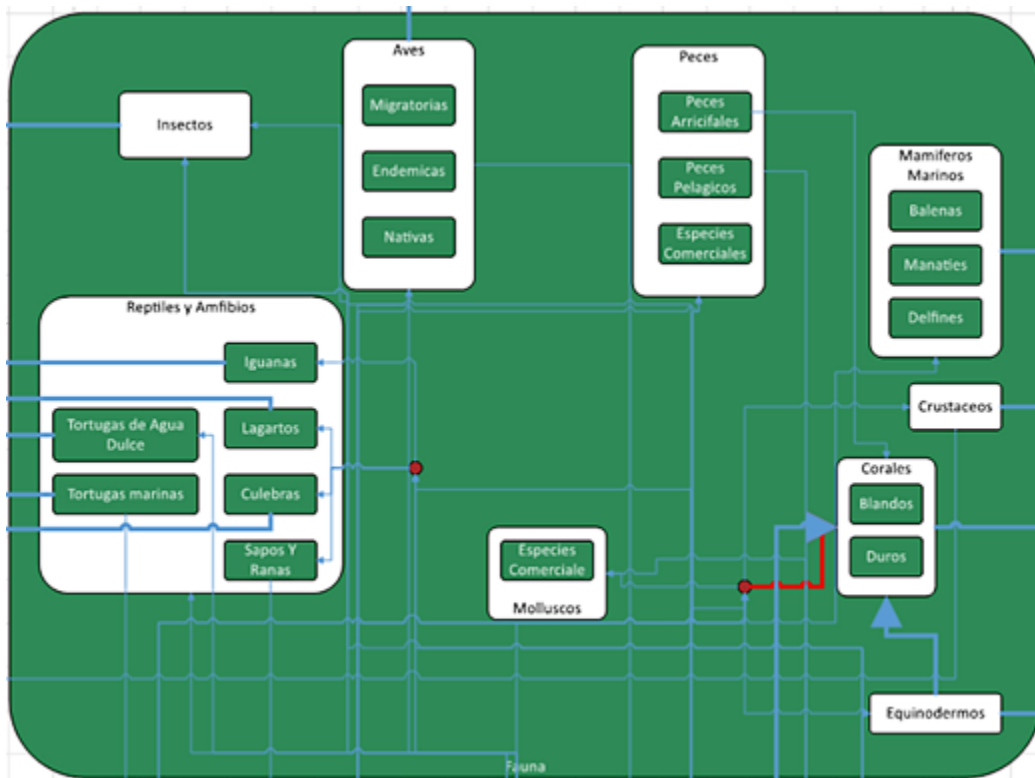 Aves
Migratorias
Endemicas
Nativas
Peces
Peces
Arricifales
Peces
Pelagicos
Especies
Comerciales
Insectos
Mamiferos
Marinos
Balenas
Manaties
Delfines
Reptiles y Amfibios
Iguanas
Lagartos
Tortugas de Agua
Dulce
Tortugas marinas
Culebras
Sapos Y
Ranas
Crustaceos
Corales
Blandos
Duros
Especies
Comerciale
Molluscos
Equinodermos
Fauna